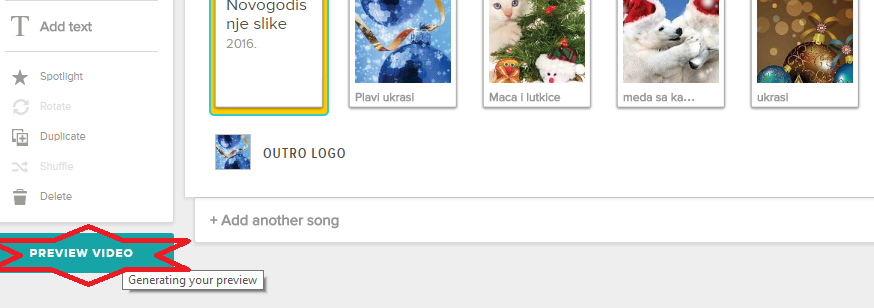 Add text
Spotlight
Rotate
Duplicate
Shuffle
Delete
PREVIEW VIDEO
Generating your preview
Novogodis
nje slike
2016.
Plavi ukrasi
Maca i lutkice
meda sa ka...
ukrasi
OUTRO LOGO
+ Add another song